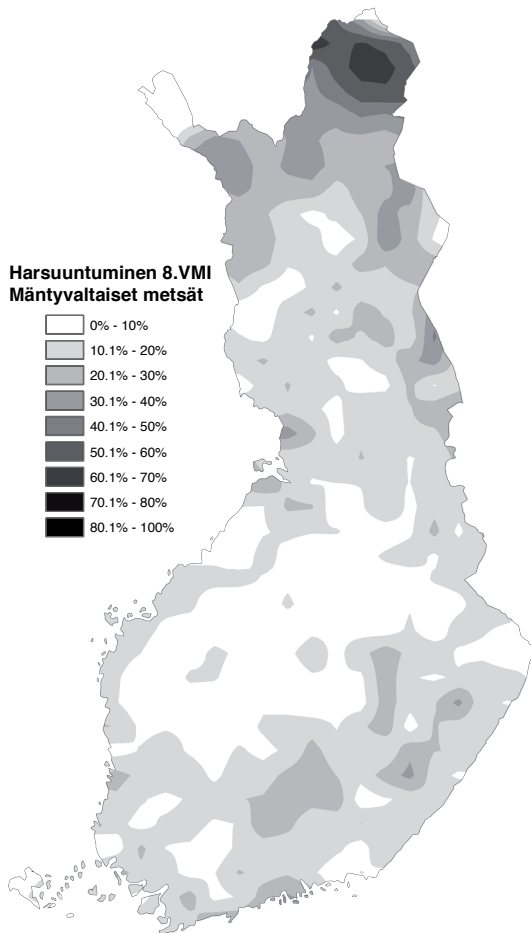 Harsuuntuminen 8.VMI
Mäntyvaltaiset metsät
0% - 10%
10.1% - 20%
20.1% - 30%
30.1% - 40%
40.1% - 50%
50.1% - 60%
60.1% - 70%
70.1% - 80%
80.1% - 100%